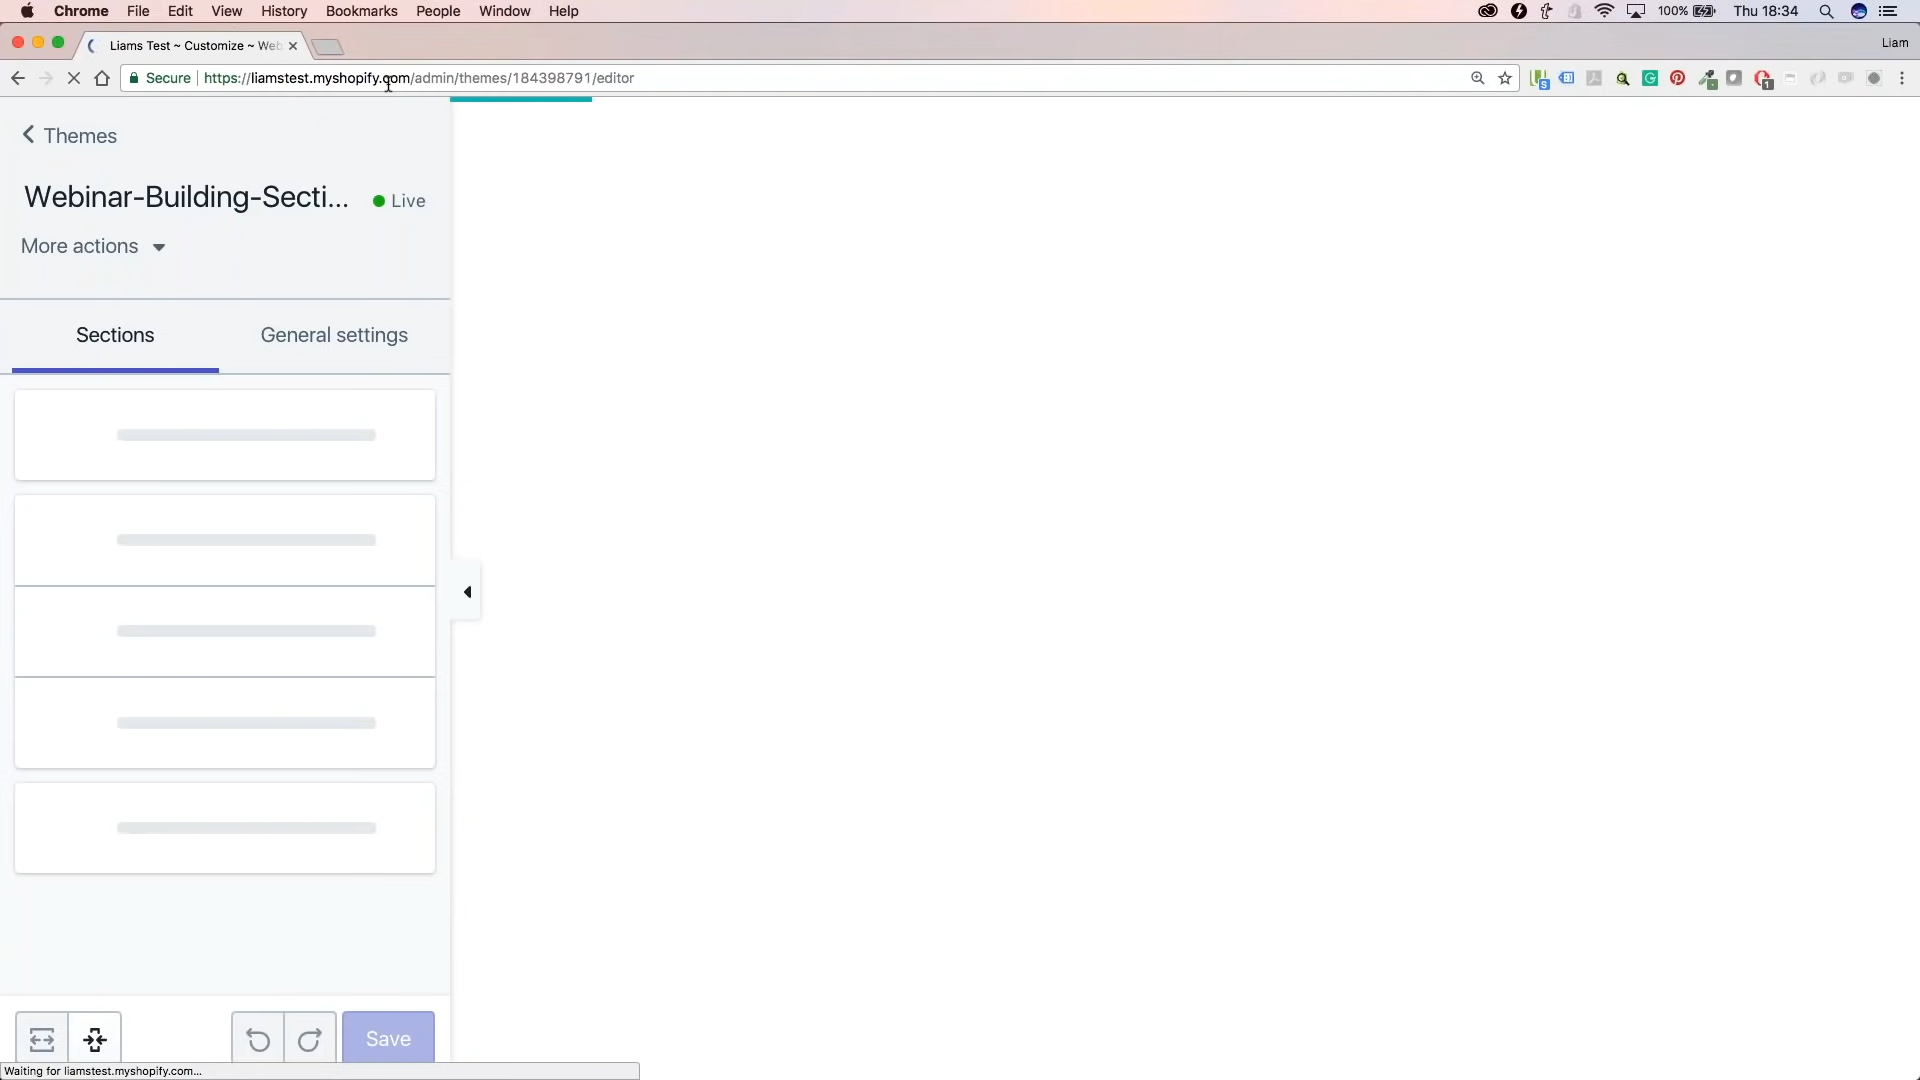 Chrome File Edit View History Bookmarks People Window Help 100% Thu 18:34
Liams Test ~ Customize ~ Web Liam
Secure https://liamstest.myshopify.com/admin/themes/184398791/editor
Themes
Webinar-Building-Secti... Live
More actions
Sections General settings
Save
Waiting for liamstest.myshopify.com...